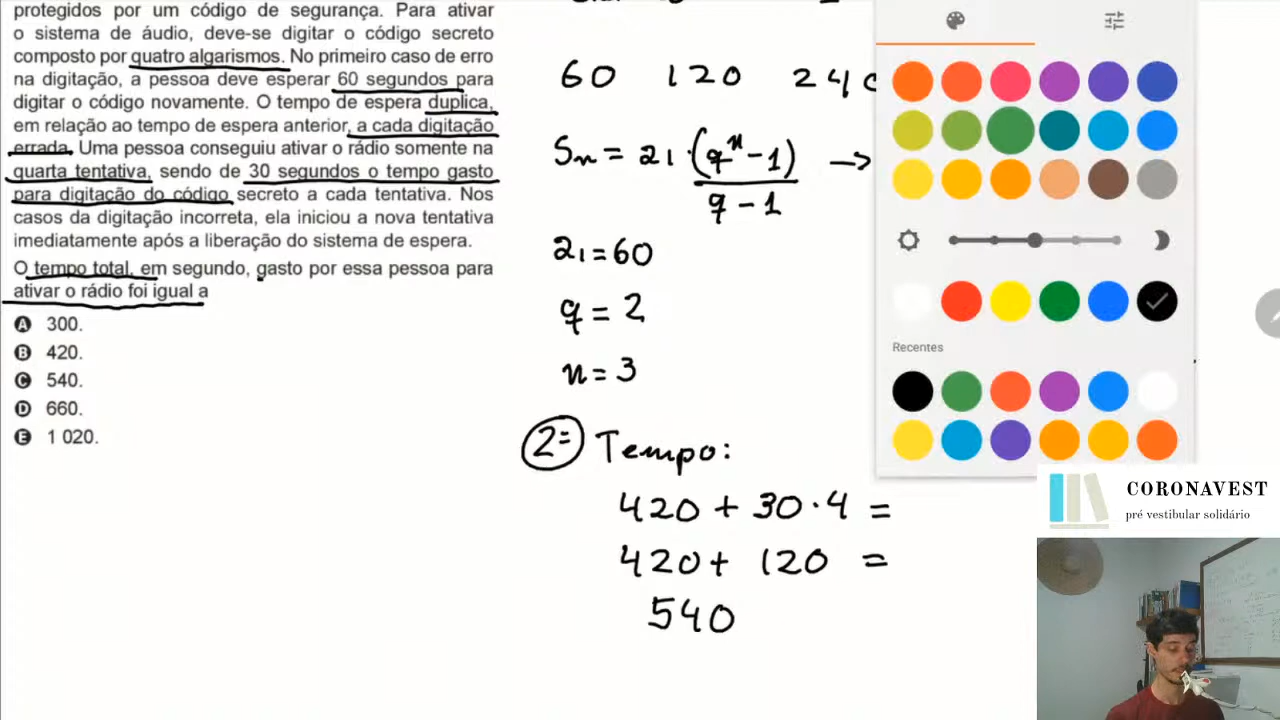 protegidos por um código de segurança. Para ativar
o sistema de áudio, deve-se digitar o código secreto
composto por quatro algarismos. No primeiro caso de erro
na digitação, a pessoa deve esperar 60 segundos para
digitar o código novamente. O tempo de espera duplica,
em relação ao tempo de espera anterior, a cada digitação
errada. Uma pessoa conseguiu ativar o rádio somente na
quarta tentativa, sendo de 30 segundos o tempo gasto
para digitação do código secreto a cada tentativa. Nos
casos da digitação incorreta, ela iniciou a nova tentativa
imediatamente após a liberação do sistema de espera.
O tempo total, em segundo, gasto por essa pessoa para
ativar o rádio foi igual a
A 300.
B 420.
C 540.
D 660.
E 1 020.
60 120 240
Sn = a1 · (q^n - 1) →
q - 1
a1 = 60
q = 2
n = 3
2= Tempo:
420 + 30 · 4 =
420 + 120 =
540
Recentes
CORONAVEST
pré vestibular solidário